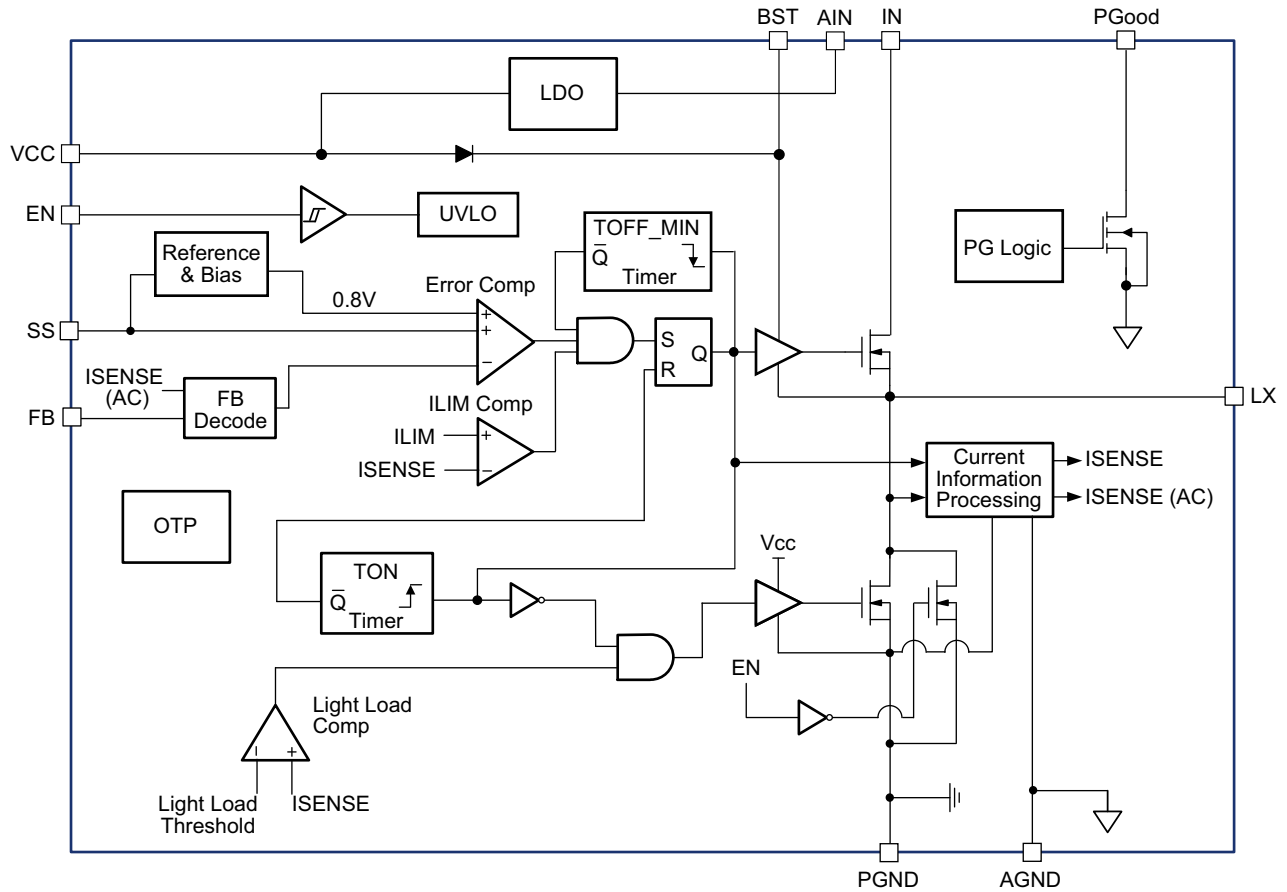 BST
AIN
IN
PGood
LDO
VCC
EN
UVLO
TOFF_MIN
Q̅
Timer
Reference
& Bias
PG Logic
Error Comp
0.8V
+
+
−
SS
S
Q
R
ISENSE
(AC)
FB
Decode
FB
LX
ILIM Comp
ILIM
+
ISENSE
−
Current
Information
Processing
ISENSE
ISENSE (AC)
OTP
Vcc
TON
Q̅
Timer
EN
Light Load
Comp
−
+
Light Load
Threshold
ISENSE
PGND
AGND